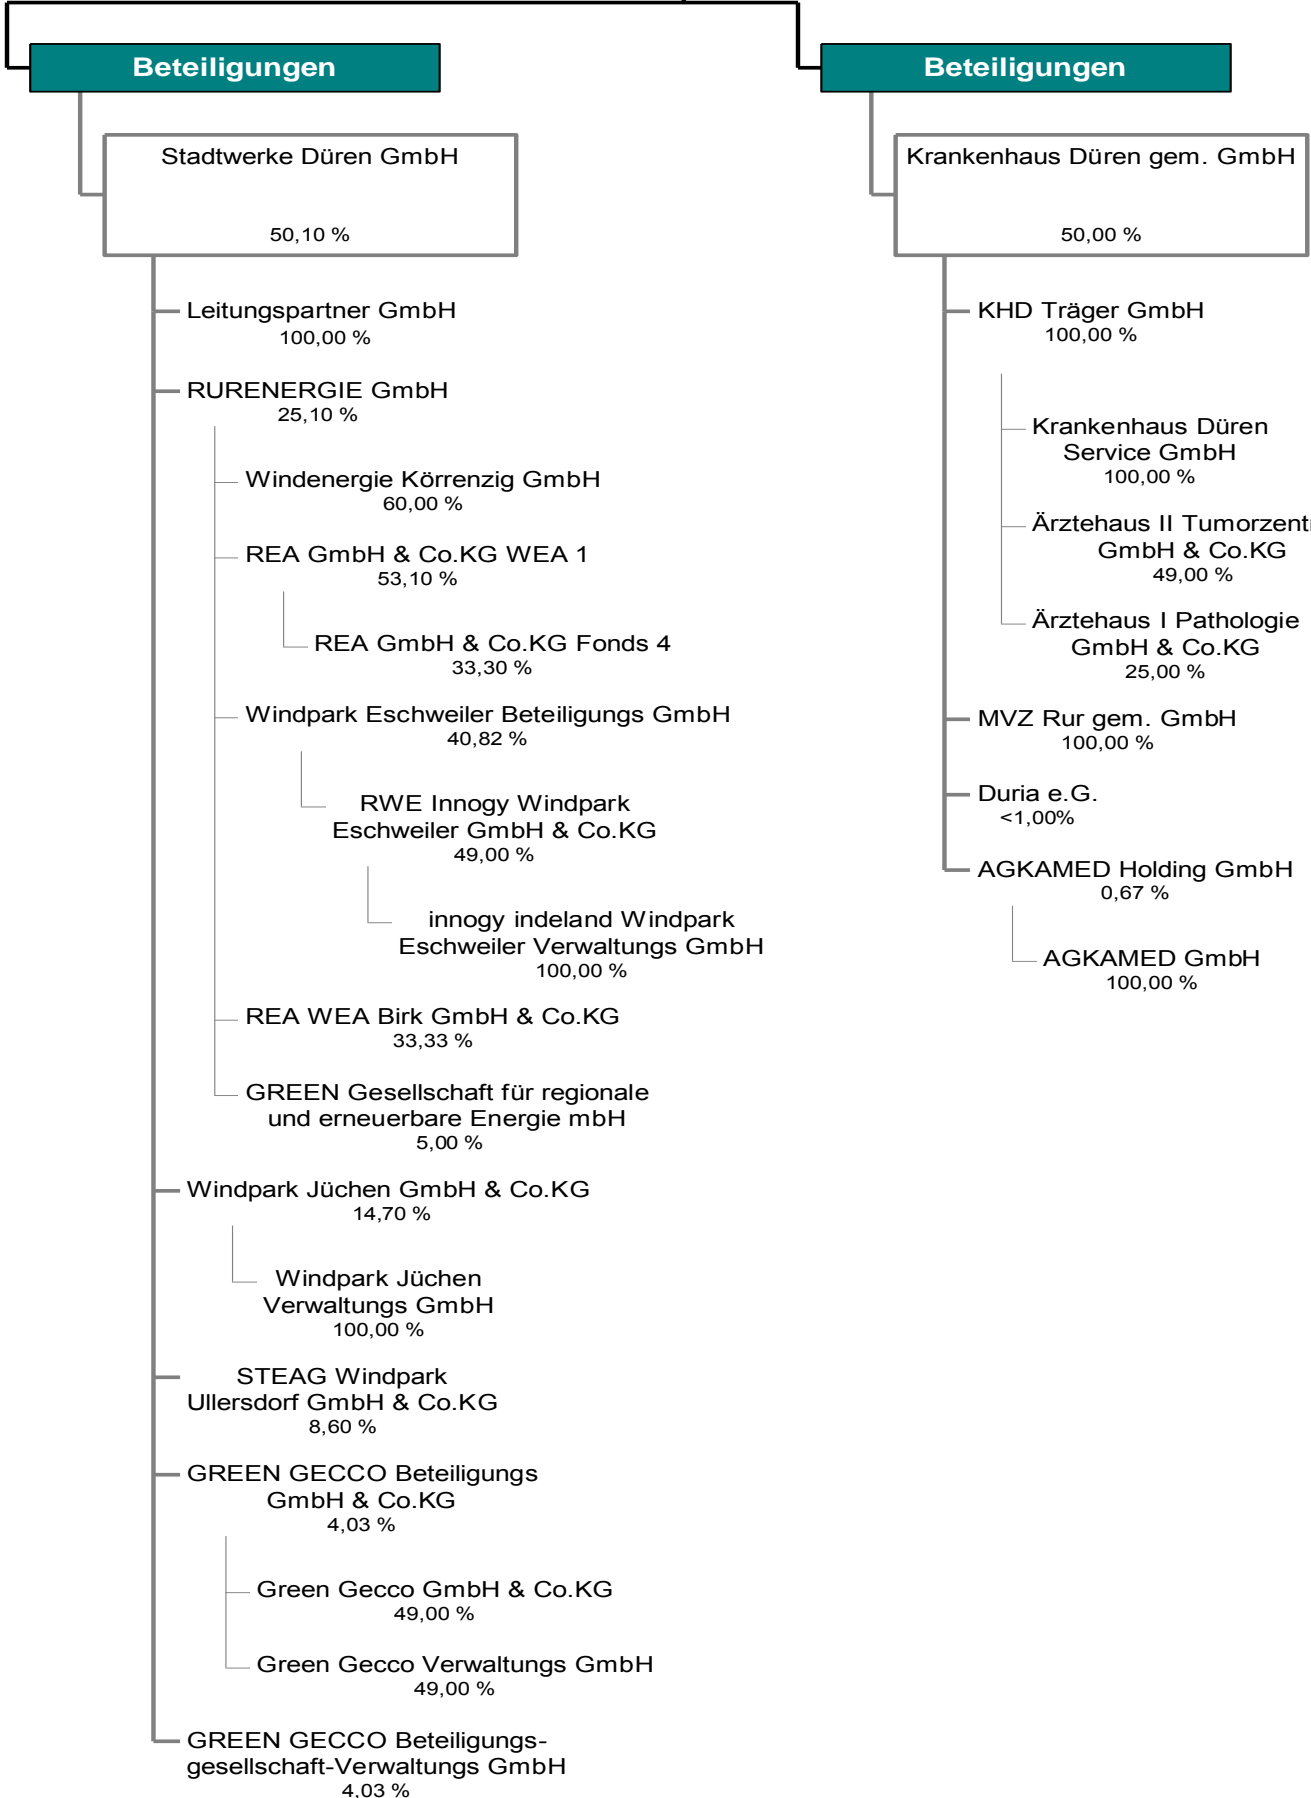 Beteiligungen
Stadtwerke Düren GmbH
50,10 %
Leitungspartner GmbH
100,00 %
RURENERGIE GmbH
25,10 %
Windenergie Körrenzig GmbH
60,00 %
REA GmbH & Co.KG WEA 1
53,10 %
REA GmbH & Co.KG Fonds 4
33,30 %
Windpark Eschweiler Beteiligungs GmbH
40,82 %
RWE Innogy Windpark
Eschweiler GmbH & Co.KG
49,00 %
innogy indeland Windpark
Eschweiler Verwaltungs GmbH
100,00 %
REA WEA Birk GmbH & Co.KG
33,33 %
GREEN Gesellschaft für regionale
und erneuerbare Energie mbH
5,00 %
Windpark Jüchen GmbH & Co.KG
14,70 %
Windpark Jüchen
Verwaltungs GmbH
100,00 %
STEAG Windpark
Ullersdorf GmbH & Co.KG
8,60 %
GREEN GECCO Beteiligungs
GmbH & Co.KG
4,03 %
Green Gecco GmbH & Co.KG
49,00 %
Green Gecco Verwaltungs GmbH
49,00 %
GREEN GECCO Beteiligungs-
gesellschaft-Verwaltungs GmbH
4,03 %
Beteiligungen
Krankenhaus Düren gem. GmbH
50,00 %
KHD Träger GmbH
100,00 %
Krankenhaus Düren
Service GmbH
100,00 %
Ärztehaus II
GmbH & Co.KG
49,00 %
Ärztehaus I Pathologie
GmbH & Co.KG
25,00 %
MVZ Rur gem. GmbH
100,00 %
Duria e.G.
<1,00%
AGKAMED Holding GmbH
0,67 %
AGKAMED GmbH
100,00 %